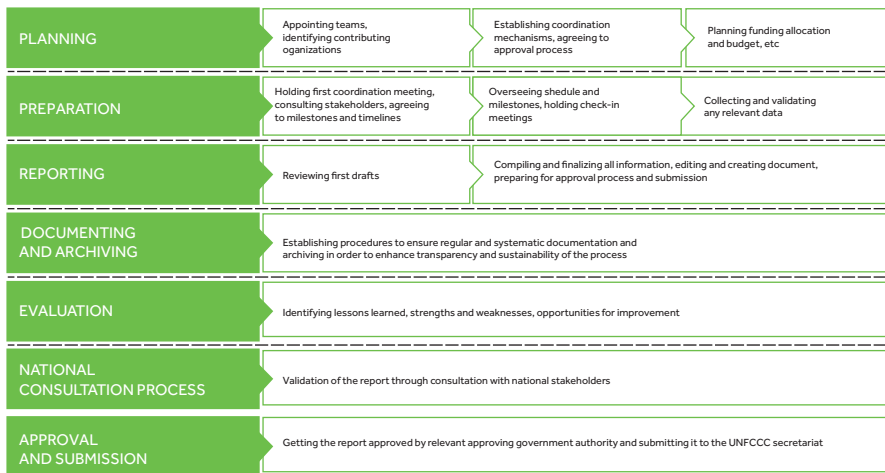 PLANNING
Appointing teams,
identifying contributing
oganizations
Establishing coordination
mechanisms, agreeing to
approval process
Planning funding allocation
and budget, etc
PREPARATION
Holding first coordination meeting,
consulting stakeholders, agreeing
to milestones and timelines
Overseeing shedule and
milestones, holding check-in
meetings
Collecting and validating
any relevant data
REPORTING
Reviewing first drafts
Compiling and finalizing all information, editing and creating document,
preparing for approval process and submission
DOCUMENTING
AND ARCHIVING
Establishing procedures to ensure regular and systematic documentation and
archiving in order to enhance transparency and sustainability of the process
EVALUATION
Identifying lessons learned, strengths and weaknesses, opportunities for improvement
NATIONAL
CONSULTATION PROCESS
Validation of the report through consultation with national stakeholders
APPROVAL
AND SUBMISSION
Getting the report approved by relevant approving government authority and submitting it to the UNFCCC secretariat